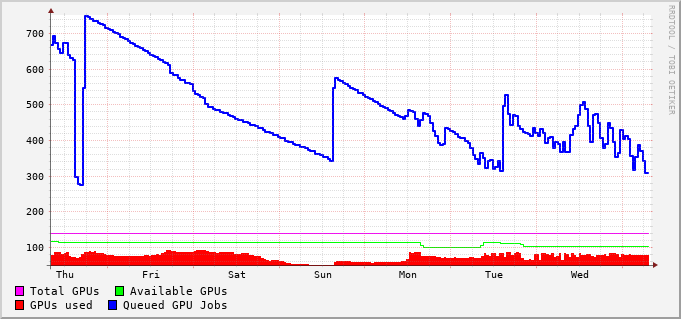 700
600
500
400
300
200
100
Thu Fri Sat Sun Mon Tue Wed
Total GPUs Available GPUs
GPUs used Queued GPU Jobs
RRDTOOL / TOBI OETIKER